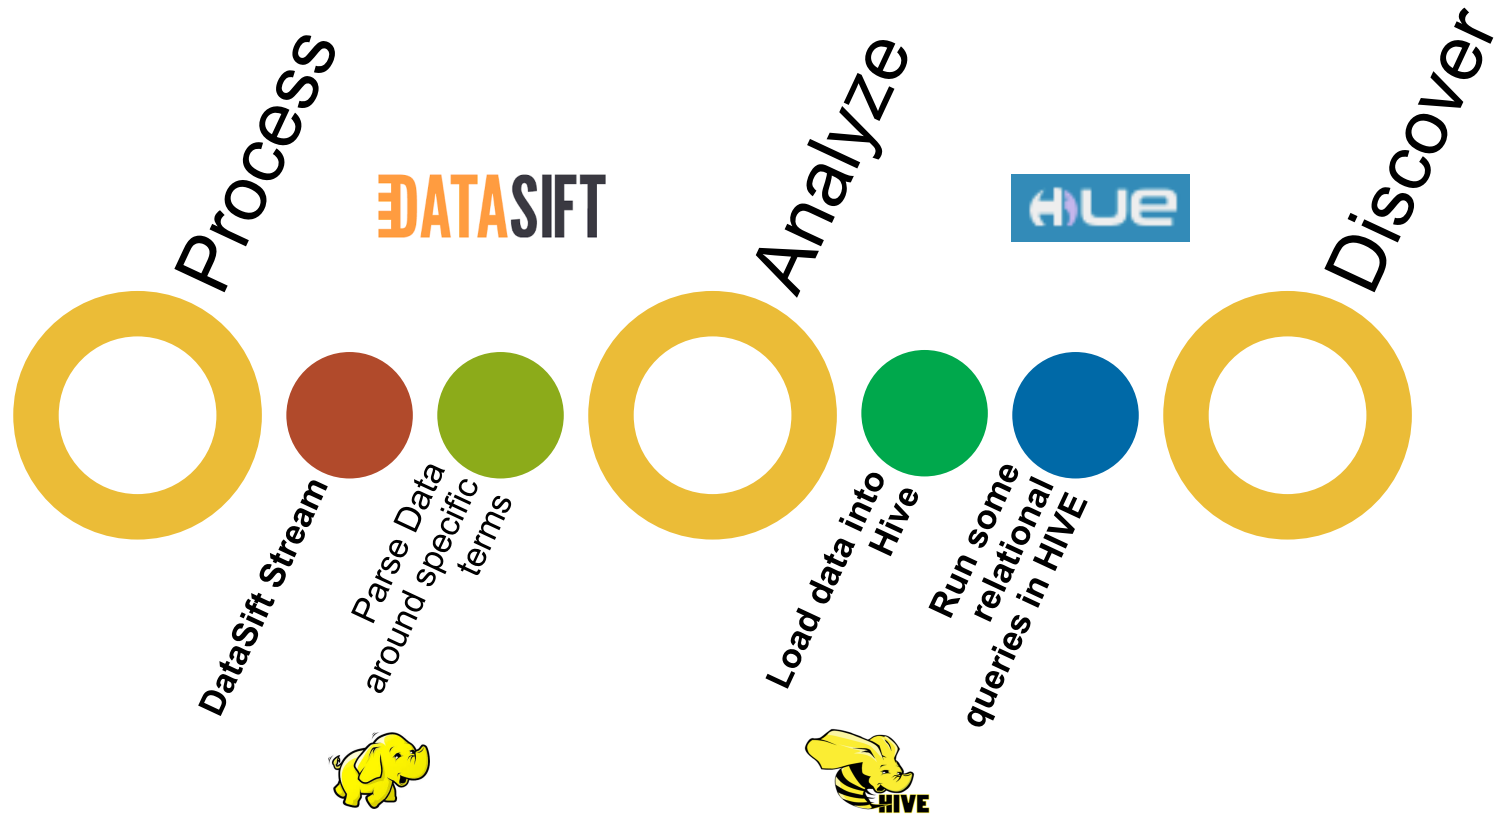 Process
DATASIFT
Analyze
HUE
Discover
DataSift Stream
Parse Data
around specific
terms
Load data into
Hive
Run some
relational
queries in HIVE
HIVE